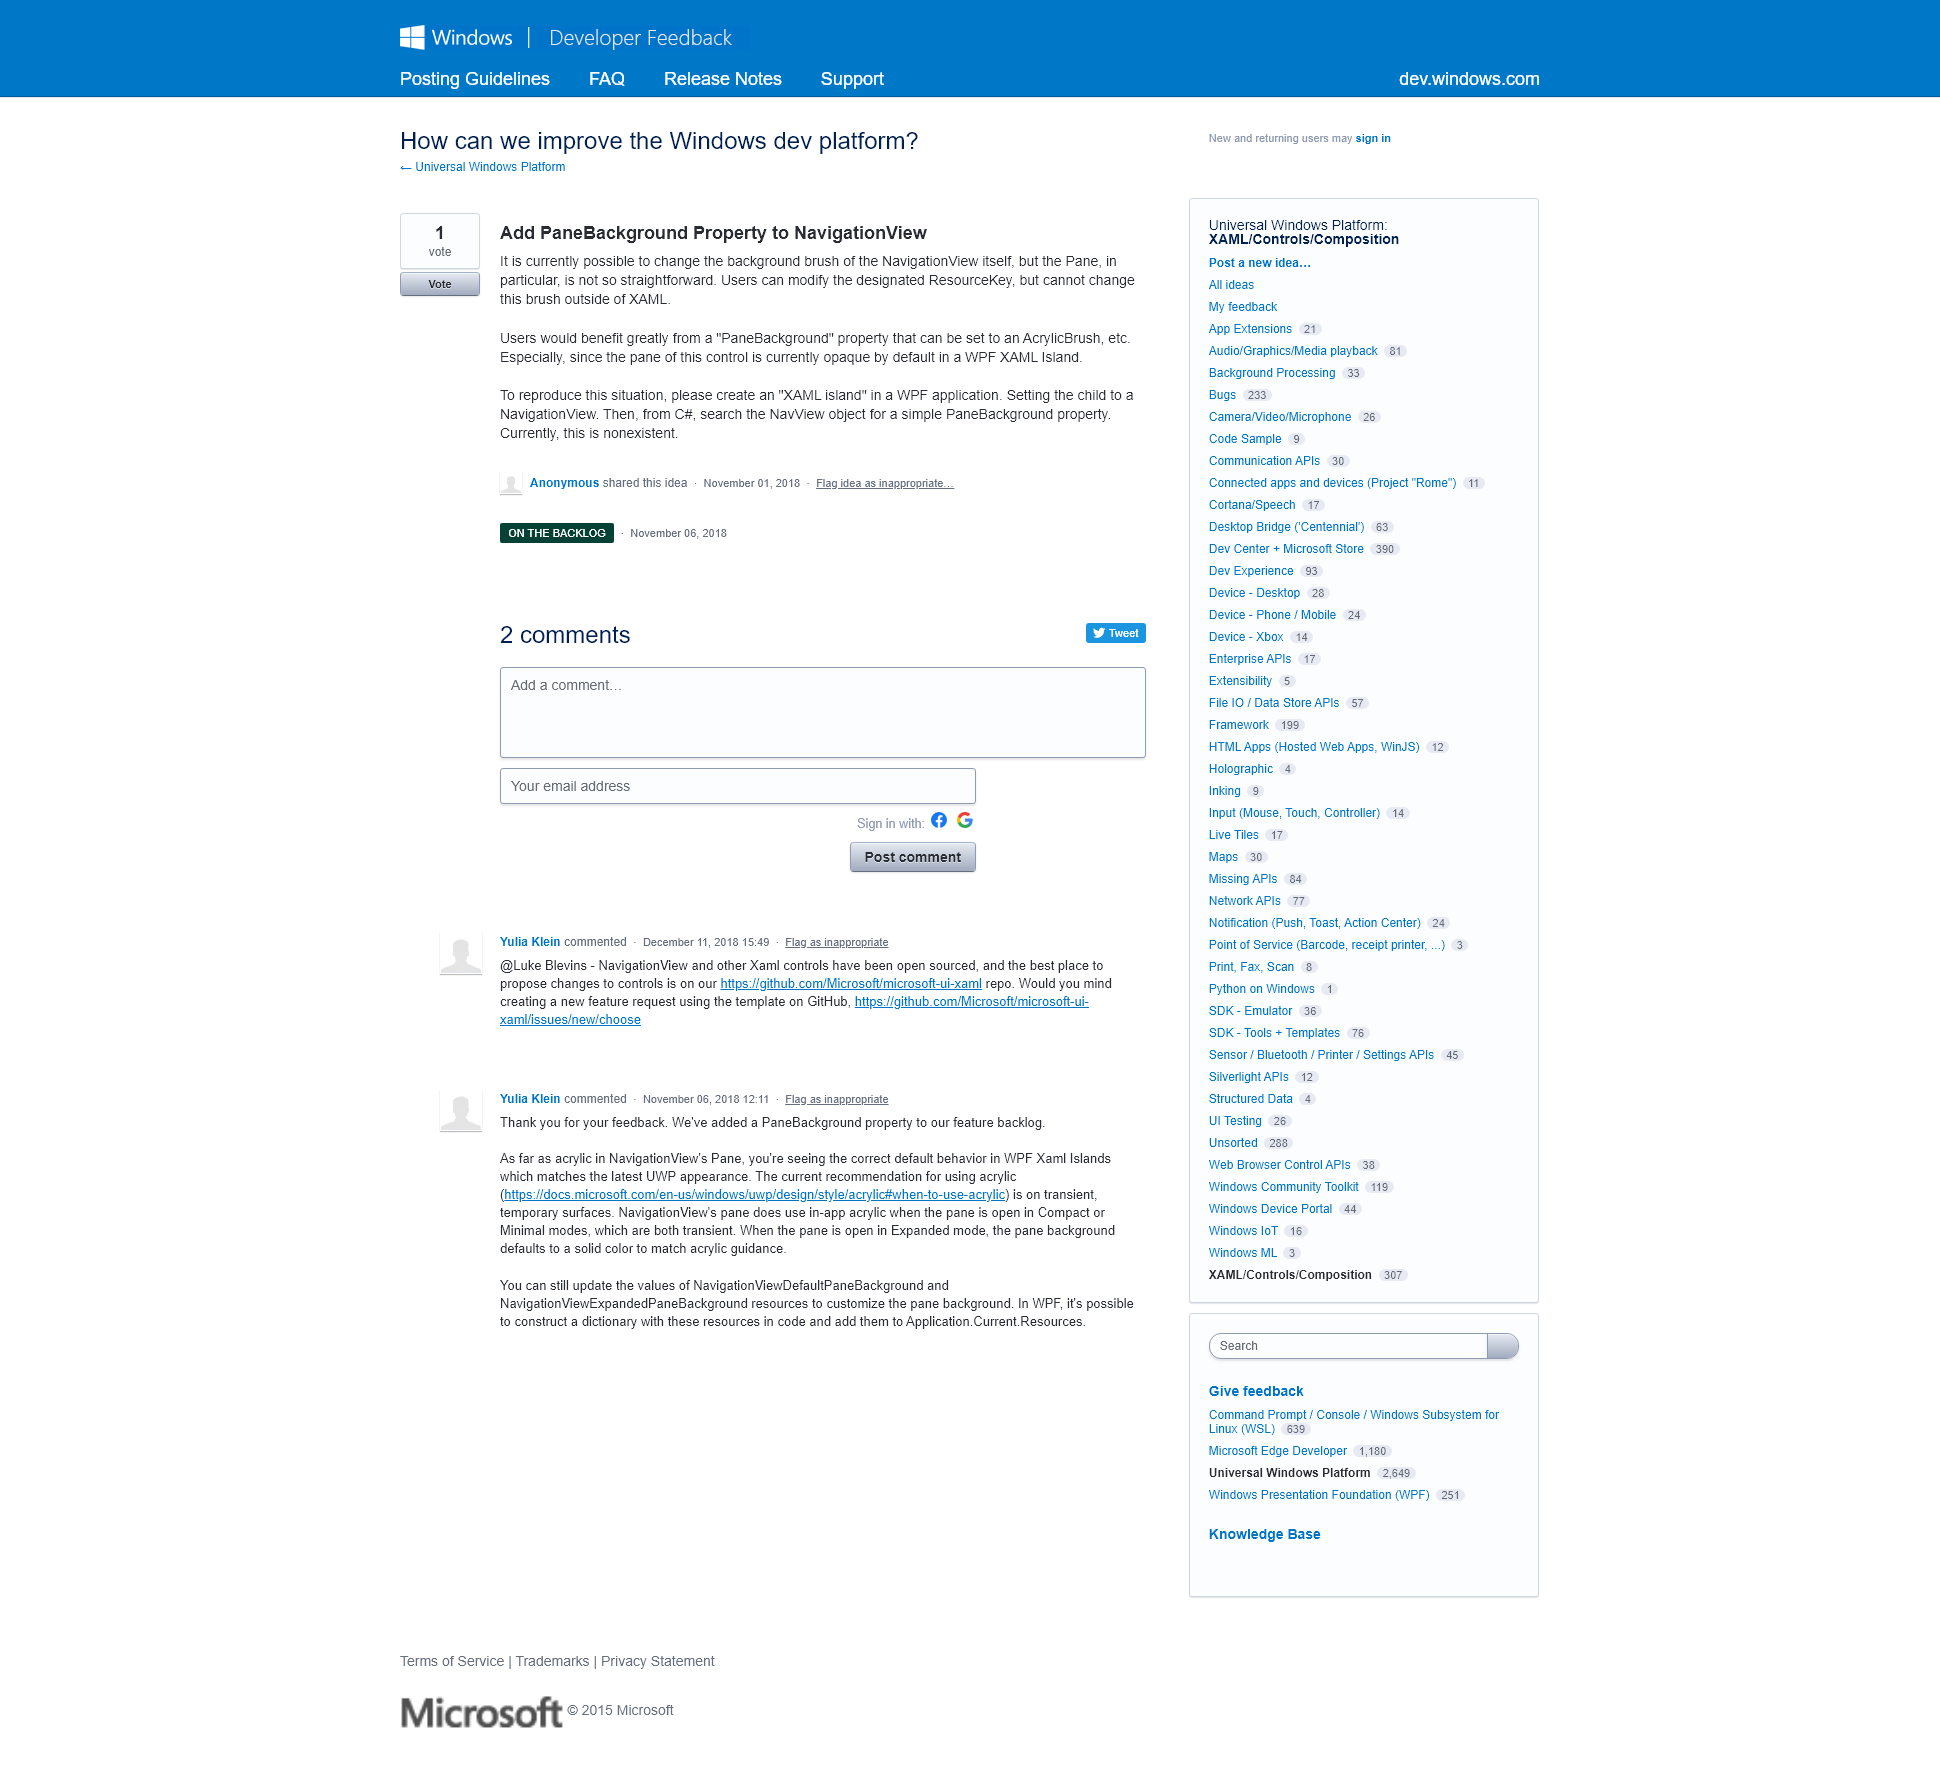 Windows | Developer Feedback
Posting Guidelines FAQ Release Notes Support dev.windows.com
How can we improve the Windows dev platform?
← Universal Windows Platform
New and returning users may sign in
1
vote
Vote
Add PaneBackground Property to NavigationView
It is currently possible to change the background brush of the NavigationView itself, but the Pane, in
particular, is not so straightforward. Users can modify the designated ResourceKey, but cannot change
this brush outside of XAML.
Users would benefit greatly from a "PaneBackground" property that can be set to an AcrylicBrush, etc.
Especially, since the pane of this control is currently opaque by default in a WPF XAML Island.
To reproduce this situation, please create an "XAML island" in a WPF application. Setting the child to a
NavigationView. Then, from C#, search the NavView object for a simple PaneBackground property.
Currently, this is nonexistent.
Anonymous shared this idea · November 01, 2018 · Flag idea as inappropriate…
ON THE BACKLOG · November 06, 2018
2 comments
Tweet
Add a comment…
Your email address
Sign in with:
Post comment
Yulia Klein commented · December 11, 2018 15:49 · Flag as inappropriate
@Luke Blevins - NavigationView and other Xaml controls have been open sourced, and the best place to
propose changes to controls is on our https://github.com/Microsoft/microsoft-ui-xaml repo. Would you mind
creating a new feature request using the template on GitHub, https://github.com/Microsoft/microsoft-ui-
xaml/issues/new/choose
Yulia Klein commented · November 06, 2018 12:11 · Flag as inappropriate
Thank you for your feedback. We've added a PaneBackground property to our feature backlog.
As far as acrylic in NavigationView's Pane, you're seeing the correct default behavior in WPF Xaml Islands
which matches the latest UWP appearance. The current recommendation for using acrylic
(https://docs.microsoft.com/en-us/windows/uwp/design/style/acrylic#when-to-use-acrylic) is on transient,
temporary surfaces. NavigationView's pane does use in-app acrylic when the pane is open in Compact or
Minimal modes, which are both transient. When the pane is open in Expanded mode, the pane background
defaults to a solid color to match acrylic guidance.
You can still update the values of NavigationViewDefaultPaneBackground and
NavigationViewExpandedPaneBackground resources to customize the pane background. In WPF, it's possible
to construct a dictionary with these resources in code and add them to Application.Current.Resources.
Universal Windows Platform:
XAML/Controls/Composition
Post a new idea…
All ideas
My feedback
App Extensions 21
Audio/Graphics/Media playback 81
Background Processing 33
Bugs 233
Camera/Video/Microphone 26
Code Sample 9
Communication APIs 30
Connected apps and devices (Project "Rome") 11
Cortana/Speech 17
Desktop Bridge ('Centennial') 63
Dev Center + Microsoft Store 390
Dev Experience 93
Device - Desktop 28
Device - Phone / Mobile 24
Device - Xbox 14
Enterprise APIs 17
Extensibility 5
File IO / Data Store APIs 57
Framework 199
HTML Apps (Hosted Web Apps, WinJS) 12
Holographic 4
Inking 9
Input (Mouse, Touch, Controller) 14
Live Tiles 17
Maps 30
Missing APIs 84
Network APIs 77
Notification (Push, Toast, Action Center) 24
Point of Service (Barcode, receipt printer, ...) 3
Print, Fax, Scan 8
Python on Windows 1
SDK - Emulator 36
SDK - Tools + Templates 76
Sensor / Bluetooth / Printer / Settings APIs 45
Silverlight APIs 12
Structured Data 4
UI Testing 26
Unsorted 288
Web Browser Control APIs 38
Windows Community Toolkit 119
Windows Device Portal 44
Windows IoT 16
Windows ML 3
XAML/Controls/Composition 307
Search
Give feedback
Command Prompt / Console / Windows Subsystem for
Linux (WSL) 639
Microsoft Edge Developer 1,180
Universal Windows Platform 2,649
Windows Presentation Foundation (WPF) 251
Knowledge Base
Terms of Service | Trademarks | Privacy Statement
Microsoft © 2015 Microsoft